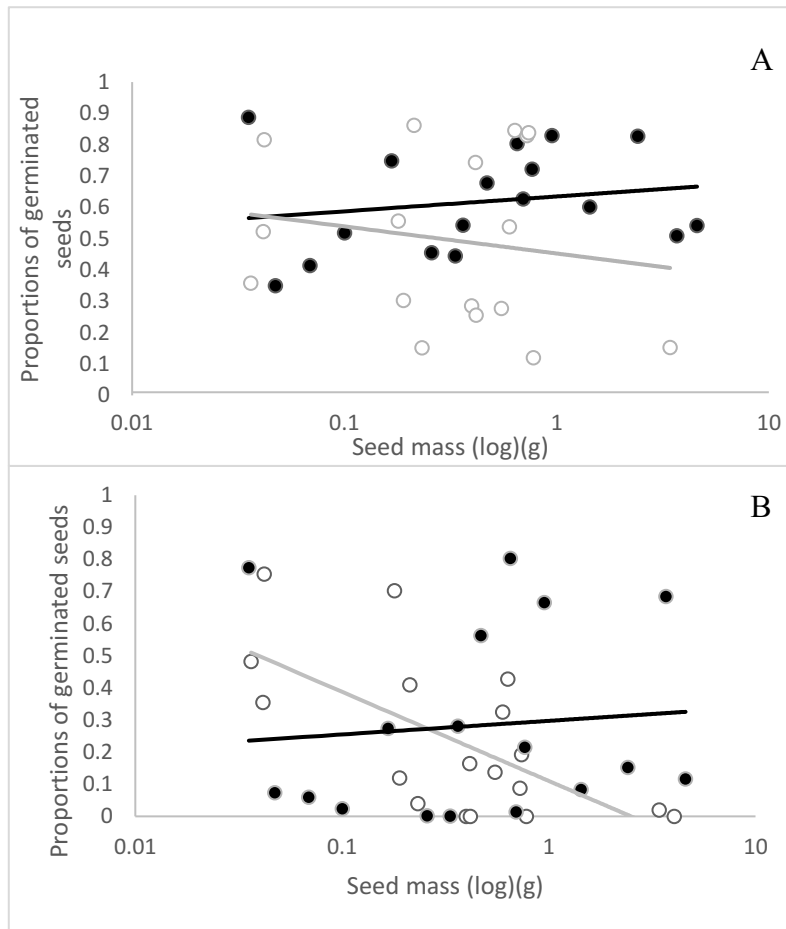 A
Proportions of germinated
seeds
1
0.9
0.8
0.7
0.6
0.5
0.4
0.3
0.2
0.1
0
0.01 0.1 1 10
Seed mass (log)(g)
B
Proportions of germinated seeds
1
0.9
0.8
0.7
0.6
0.5
0.4
0.3
0.2
0.1
0
0.01 0.1 1 10
Seed mass (log)(g)